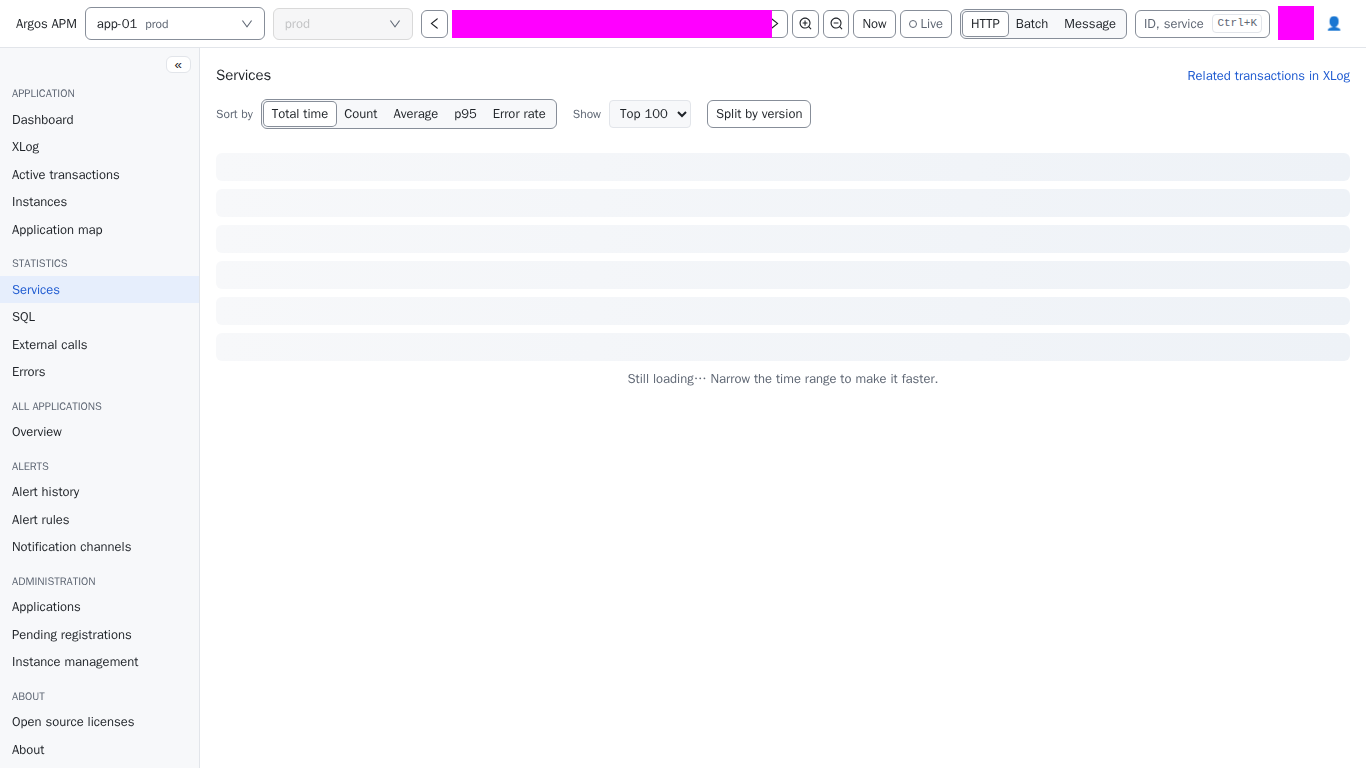 Argos APM app-01 prod prod Now Live HTTP Batch Message ID, service Ctrl+K
«
APPLICATION
Dashboard
XLog
Active transactions
Instances
Application map
STATISTICS
Services
SQL
External calls
Errors
ALL APPLICATIONS
Overview
ALERTS
Alert history
Alert rules
Notification channels
ADMINISTRATION
Applications
Pending registrations
Instance management
ABOUT
Open source licenses
About
Services Related transactions in XLog
Sort by Total time Count Average p95 Error rate Show Top 100 Split by version
Still loading… Narrow the time range to make it faster.